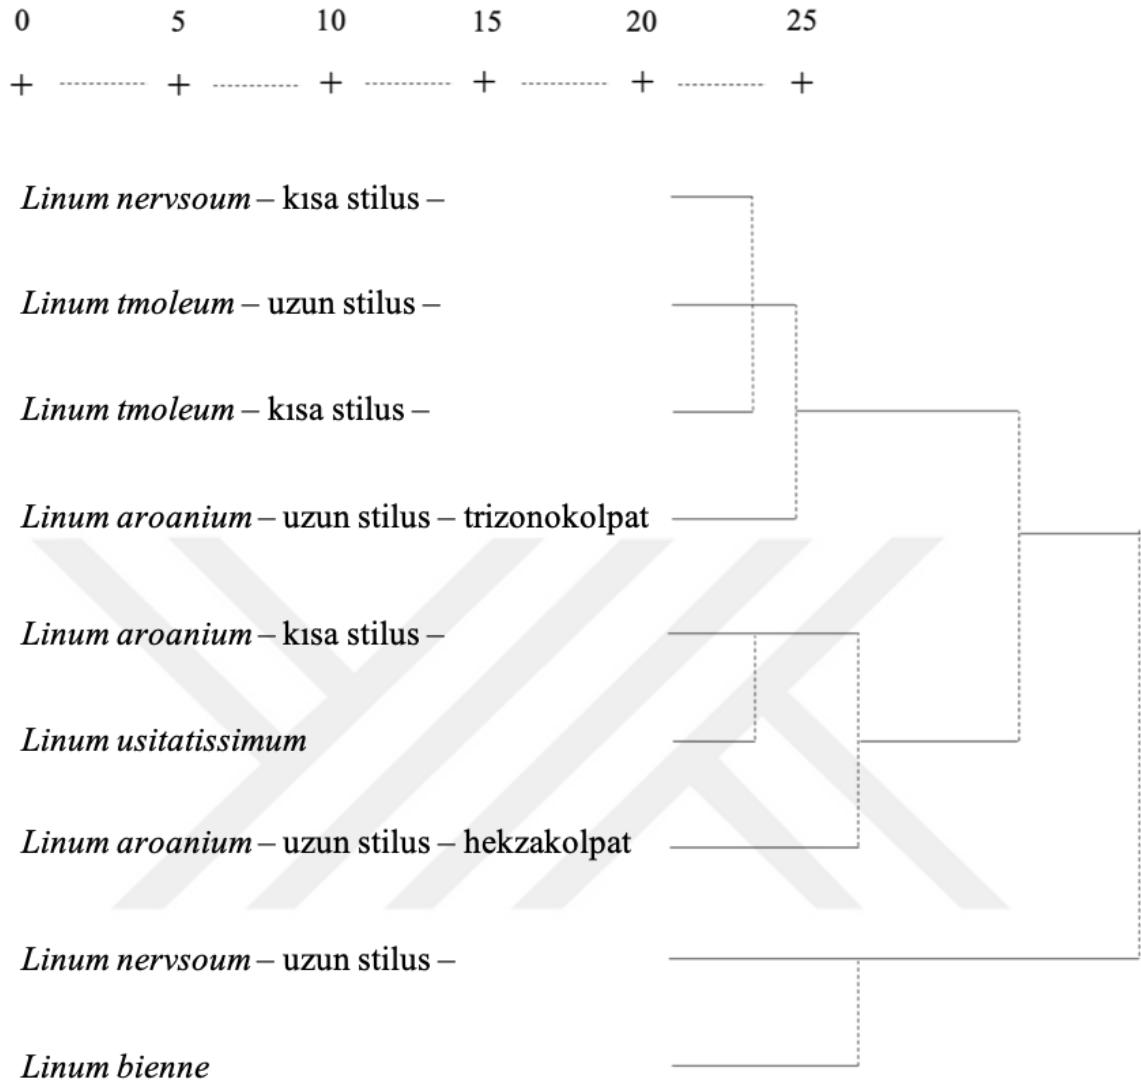 0 5 10 15 20 25
+ + + + + +
Linum nervsoum – kısa stilus –
Linum tmoleum – uzun stilus –
Linum tmoleum – kısa stilus –
Linum aroanium – uzun stilus – trizonokolpat
Linum aroanium – kısa stilus –
Linum usitatissimum
Linum aroanium – uzun stilus – hekzakolpat
Linum nervsoum – uzun stilus –
Linum bienne